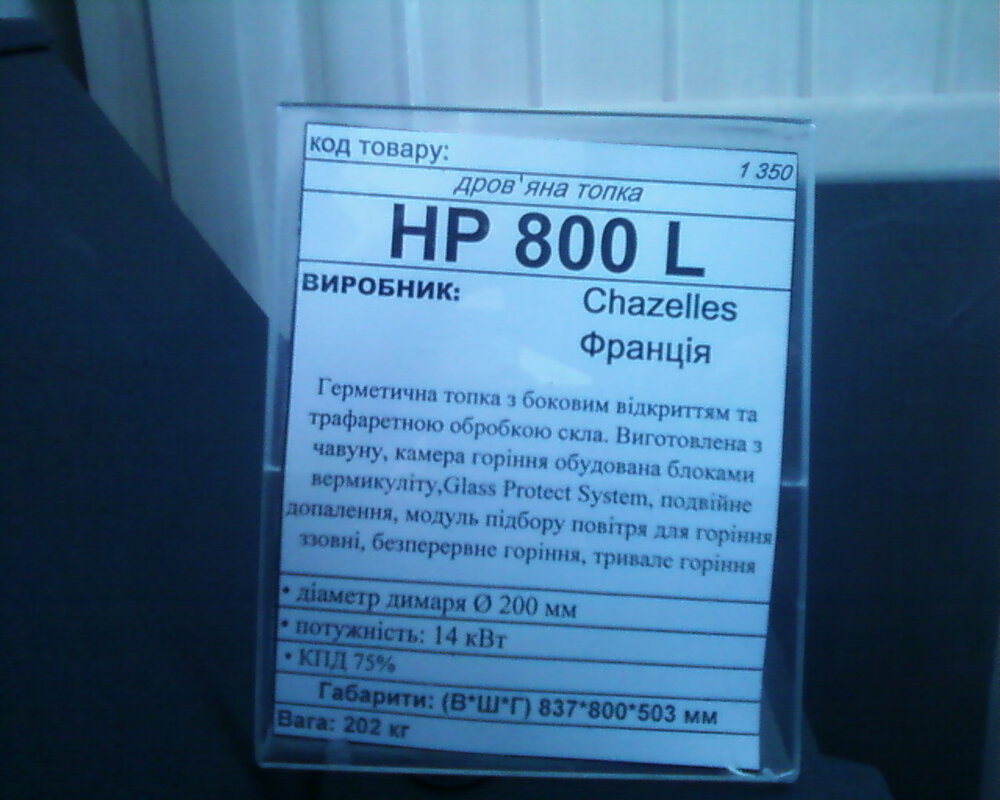 код товару:
1 350
дров'яна топка
HP 800 L
ВИРОБНИК:
Chazelles
Франція
Герметична топка з боковим відкриттям та
трафаретною обробкою скла. Виготовлена з
чавуну, камера горіння обудована блоками
вермикуліту,Glass Protect System, подвійне
допалення, модуль підбору повітря для горіння
ззовні, безперервне горіння, тривале горіння
• діаметр димаря Ø 200 мм
• потужність: 14 кВт
• КПД 75%
Габарити: (В*Ш*Г) 837*800*503 мм
Вага: 202 кг